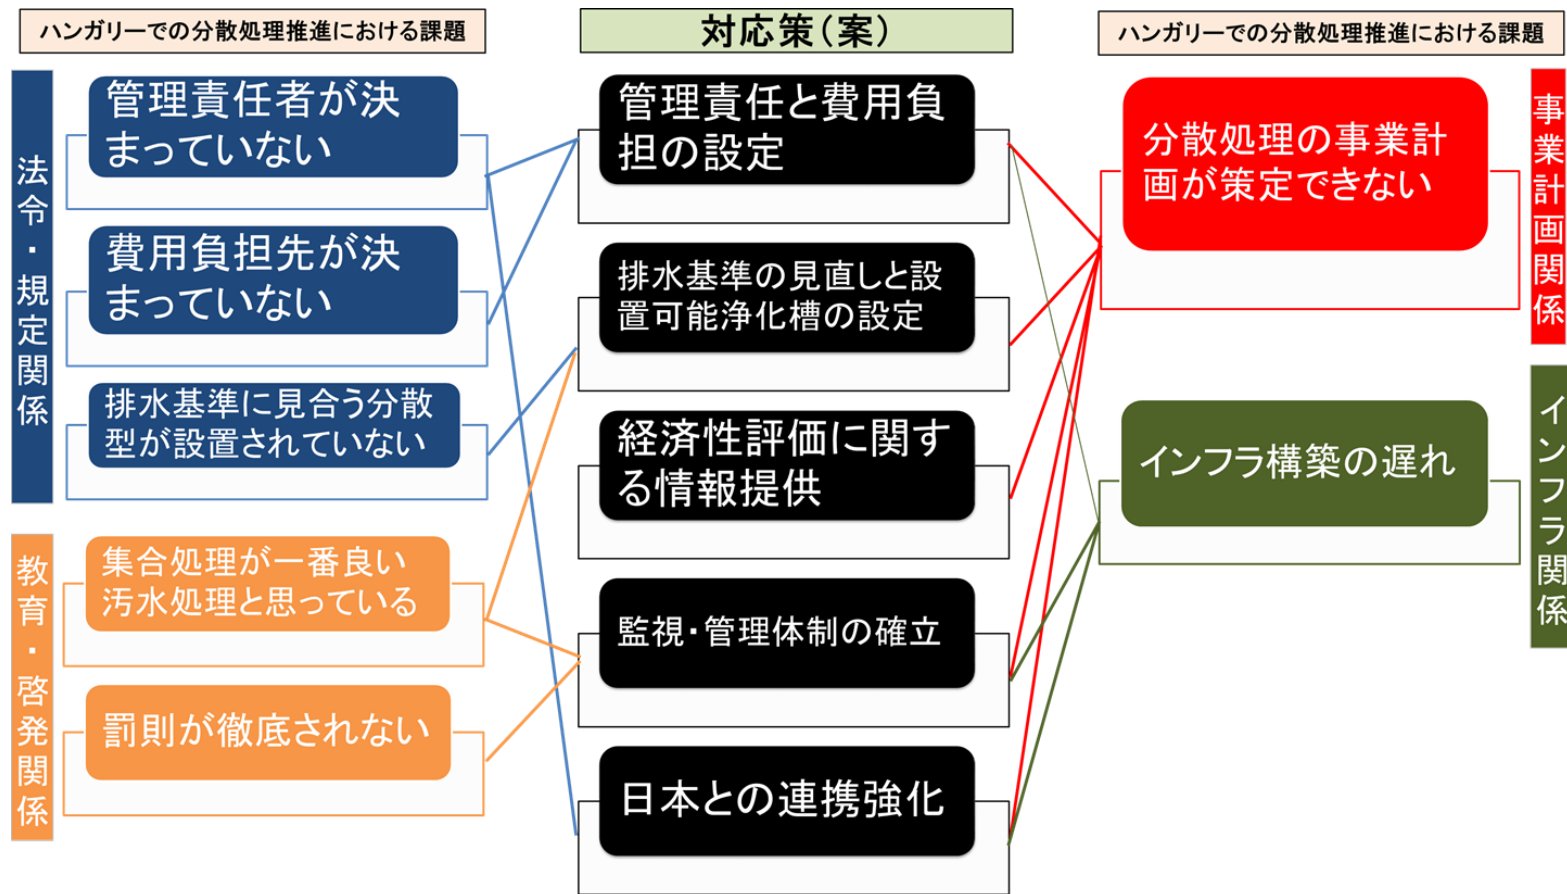 ハンガリーでの分散処理推進における課題
法令・規定関係
管理責任者が決
まっていない
費用負担先が決
まっていない
排水基準に見合う分散
型が設置されていない
教育・啓発関係
集合処理が一番良い
汚水処理と思っている
罰則が徹底されない
対応策(案)
管理責任と費用負
担の設定
排水基準の見直しと設
置可能浄化槽の設定
経済性評価に関す
る情報提供
監視・管理体制の確立
日本との連携強化
ハンガリーでの分散処理推進における課題
分散処理の事業計
画が策定できない
事業計画関係
インフラ構築の遅れ
インフラ関係